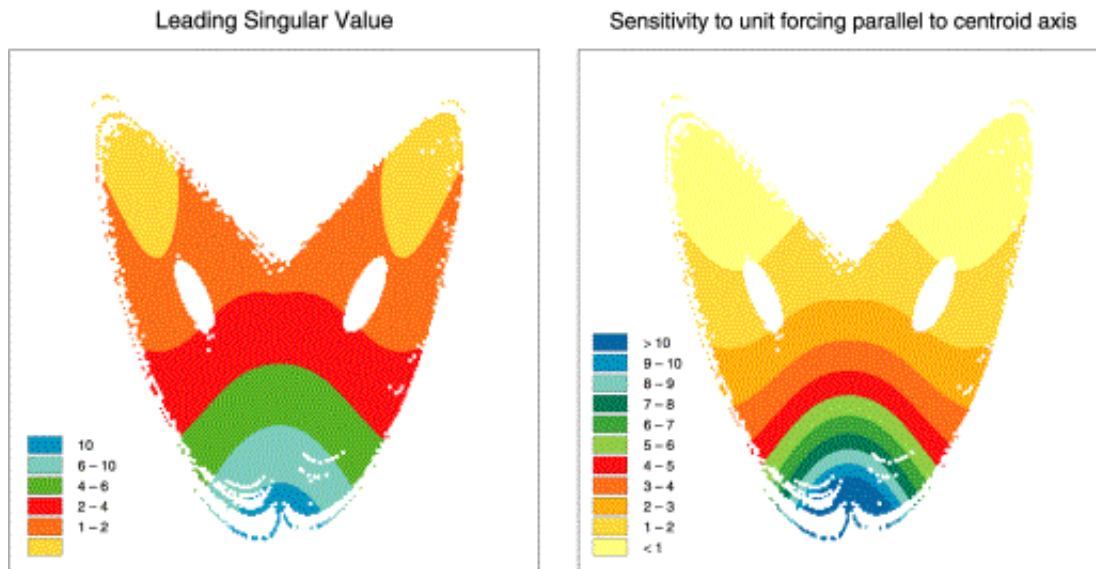 Leading Singular Value
Sensitivity to unit forcing parallel to centroid axis
10
6 – 10
4 – 6
2 – 4
1 – 2
> 10
9 – 10
8 – 9
7 – 8
6 – 7
5 – 6
4 – 5
3 – 4
2 – 3
1 – 2
< 1